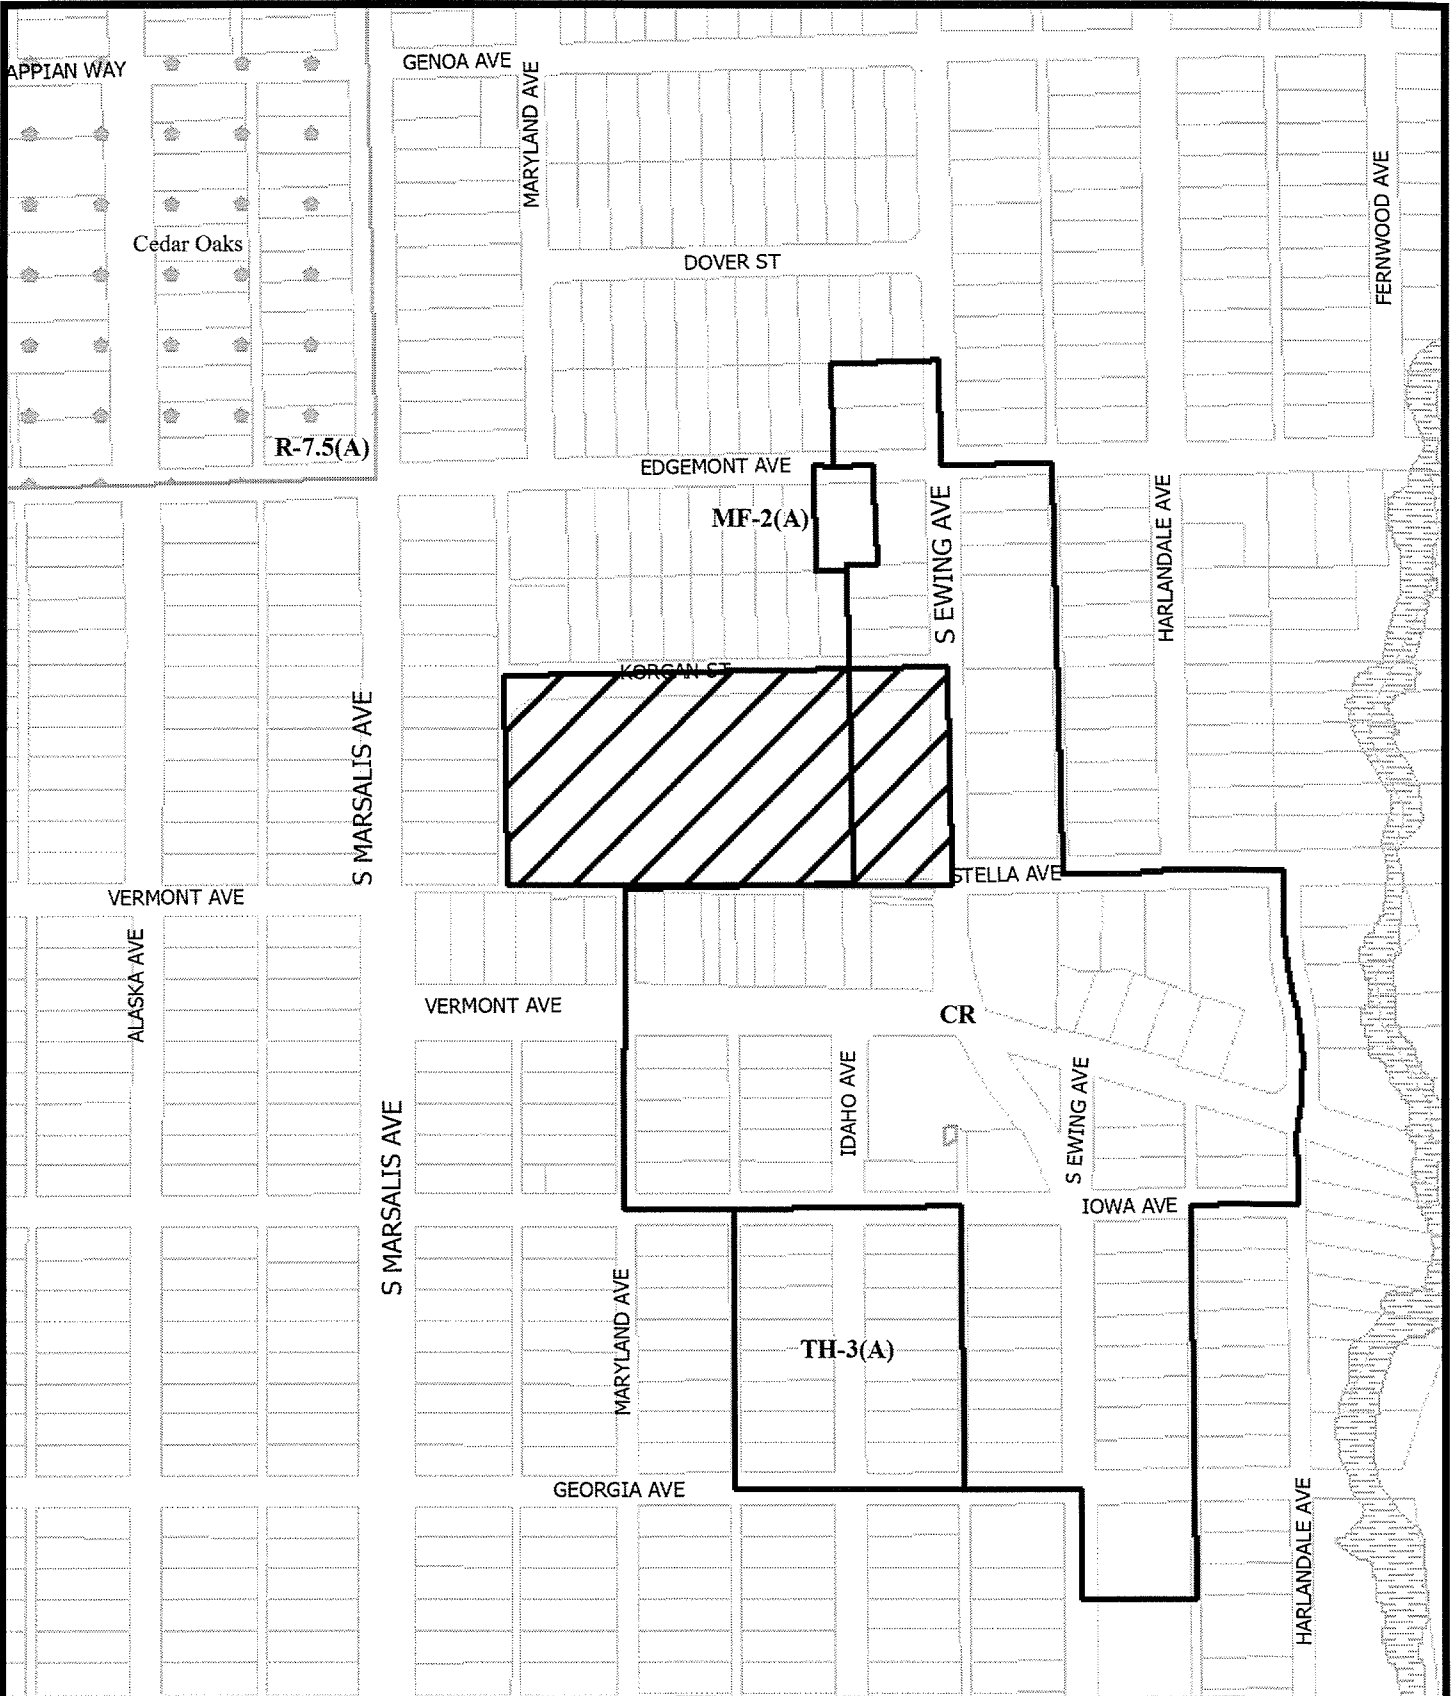 GENOA AVE
APPIAN WAY
MARYLAND AVE
FERNWOOD AVE
Cedar Oaks
DOVER ST
R-7.5(A)
EDGEMONT AVE
MF-2(A)
S EWING AVE
HARLANDALE AVE
KORGAN ST
S MARSALIS AVE
STELLA AVE
VERMONT AVE
ALASKA AVE
VERMONT AVE
CR
IDAHO AVE
S EWING AVE
S MARSALIS AVE
IOWA AVE
MARYLAND AVE
TH-3(A)
GEORGIA AVE
HARLANDALE AVE